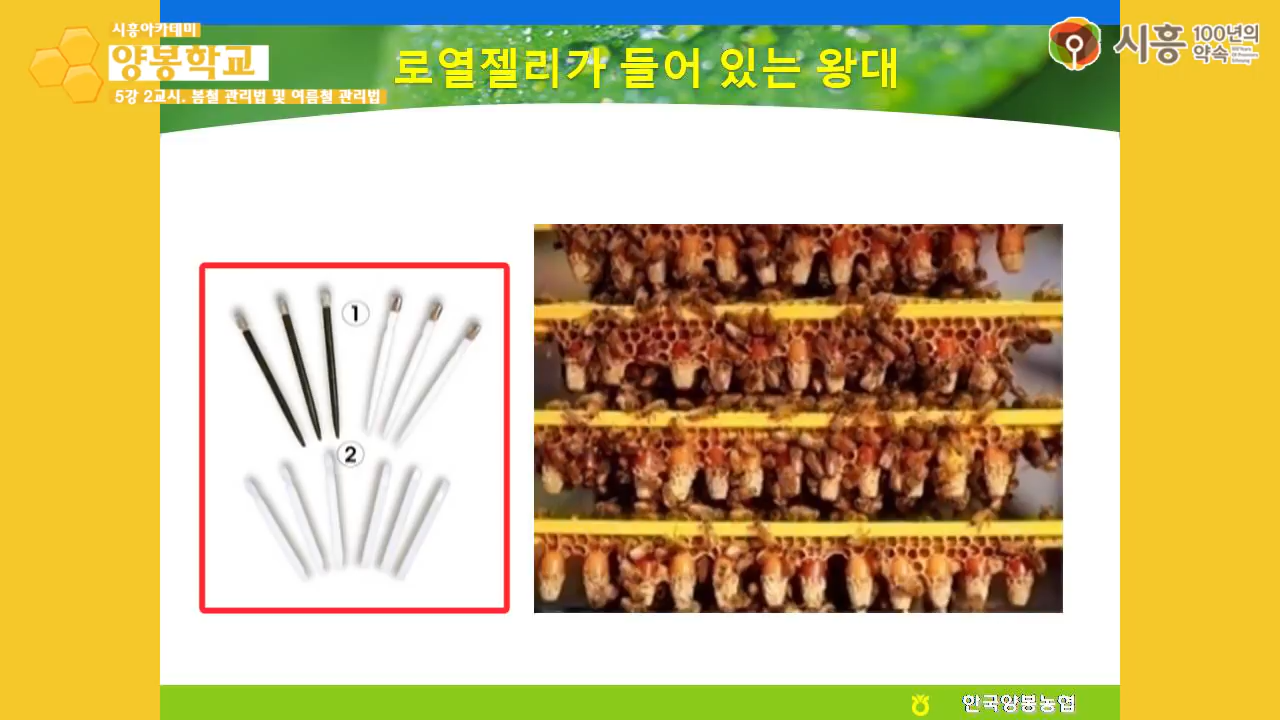 시흥아카데미
양봉학교
5강 2교시. 봄철 관리법 및 여름철 관리법
로열젤리가 들어 있는 왕대
시흥 100년의 약속
①
②
한국양봉농협